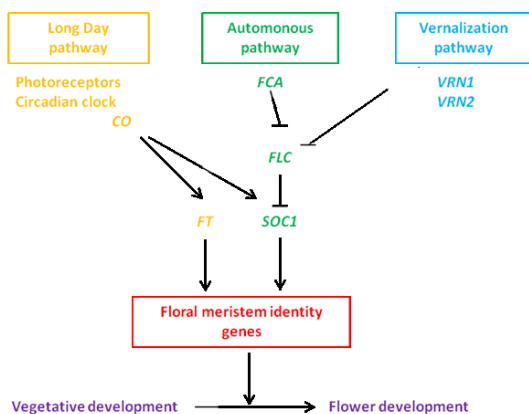 Long Day
pathway
Automonous
pathway
Vernalization
pathway
Photoreceptors
Circadian clock
CO
FCA
VRN1
VRN2
FLC
FT
SOC1
Floral meristem identity
genes
Vegetative development
Flower development